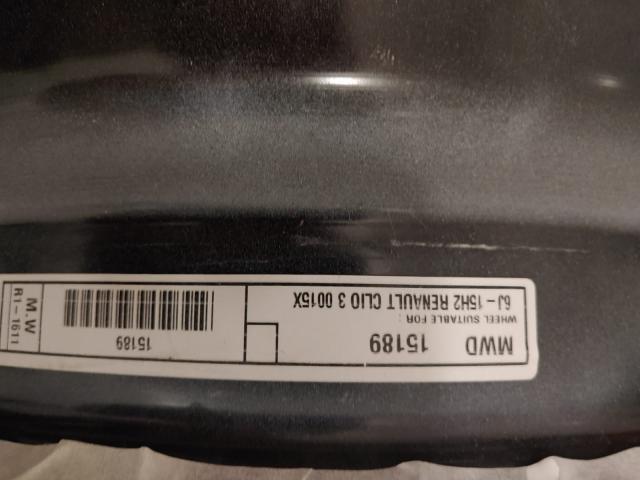 MWD 15189
WHEEL SUITABLE FOR :
6J-15H2 RENAULT CLIO 3 0015X
15189
M.W
R1-1611